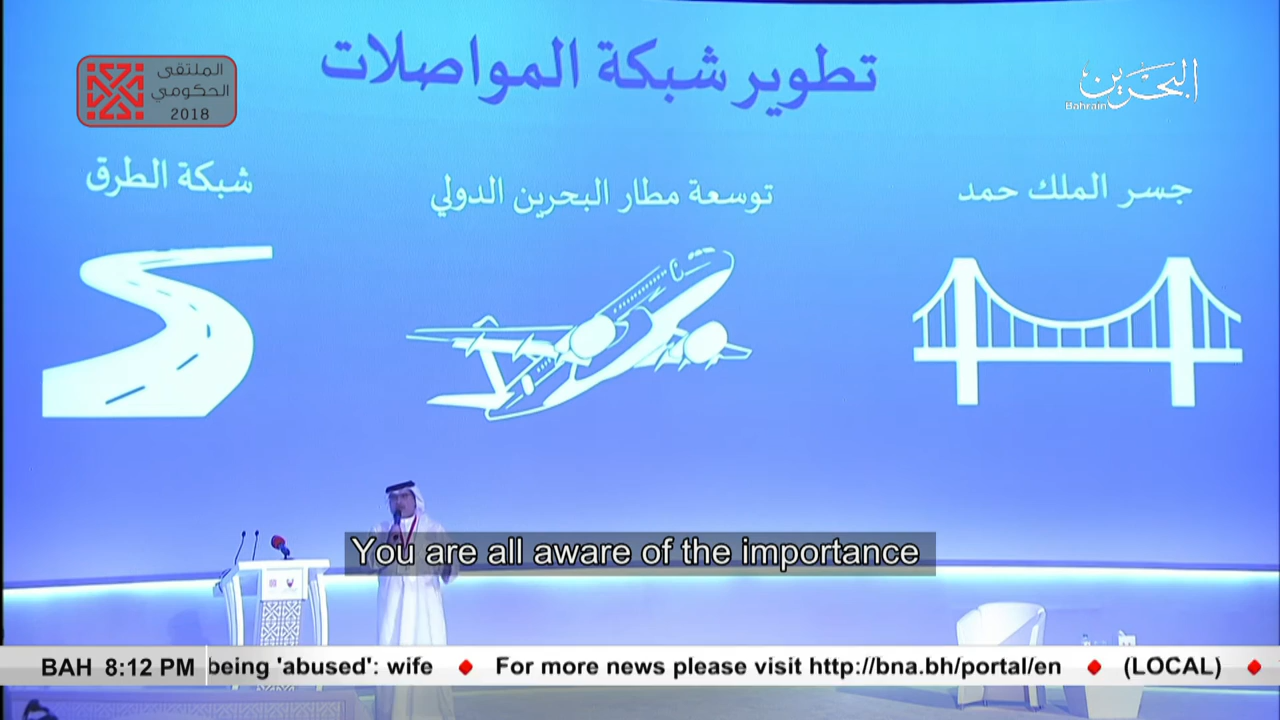 تطوير شبكة المواصلات
الملتقى
الحكومي
2018
البحرين
Bahrain
جسر الملك حمد
توسعة مطار البحرين الدولي
شبكة الطرق
You are all aware of the importance
BAH 8:12 PM being 'abused': wife For more news please visit http://bna.bh/portal/en (LOCAL)